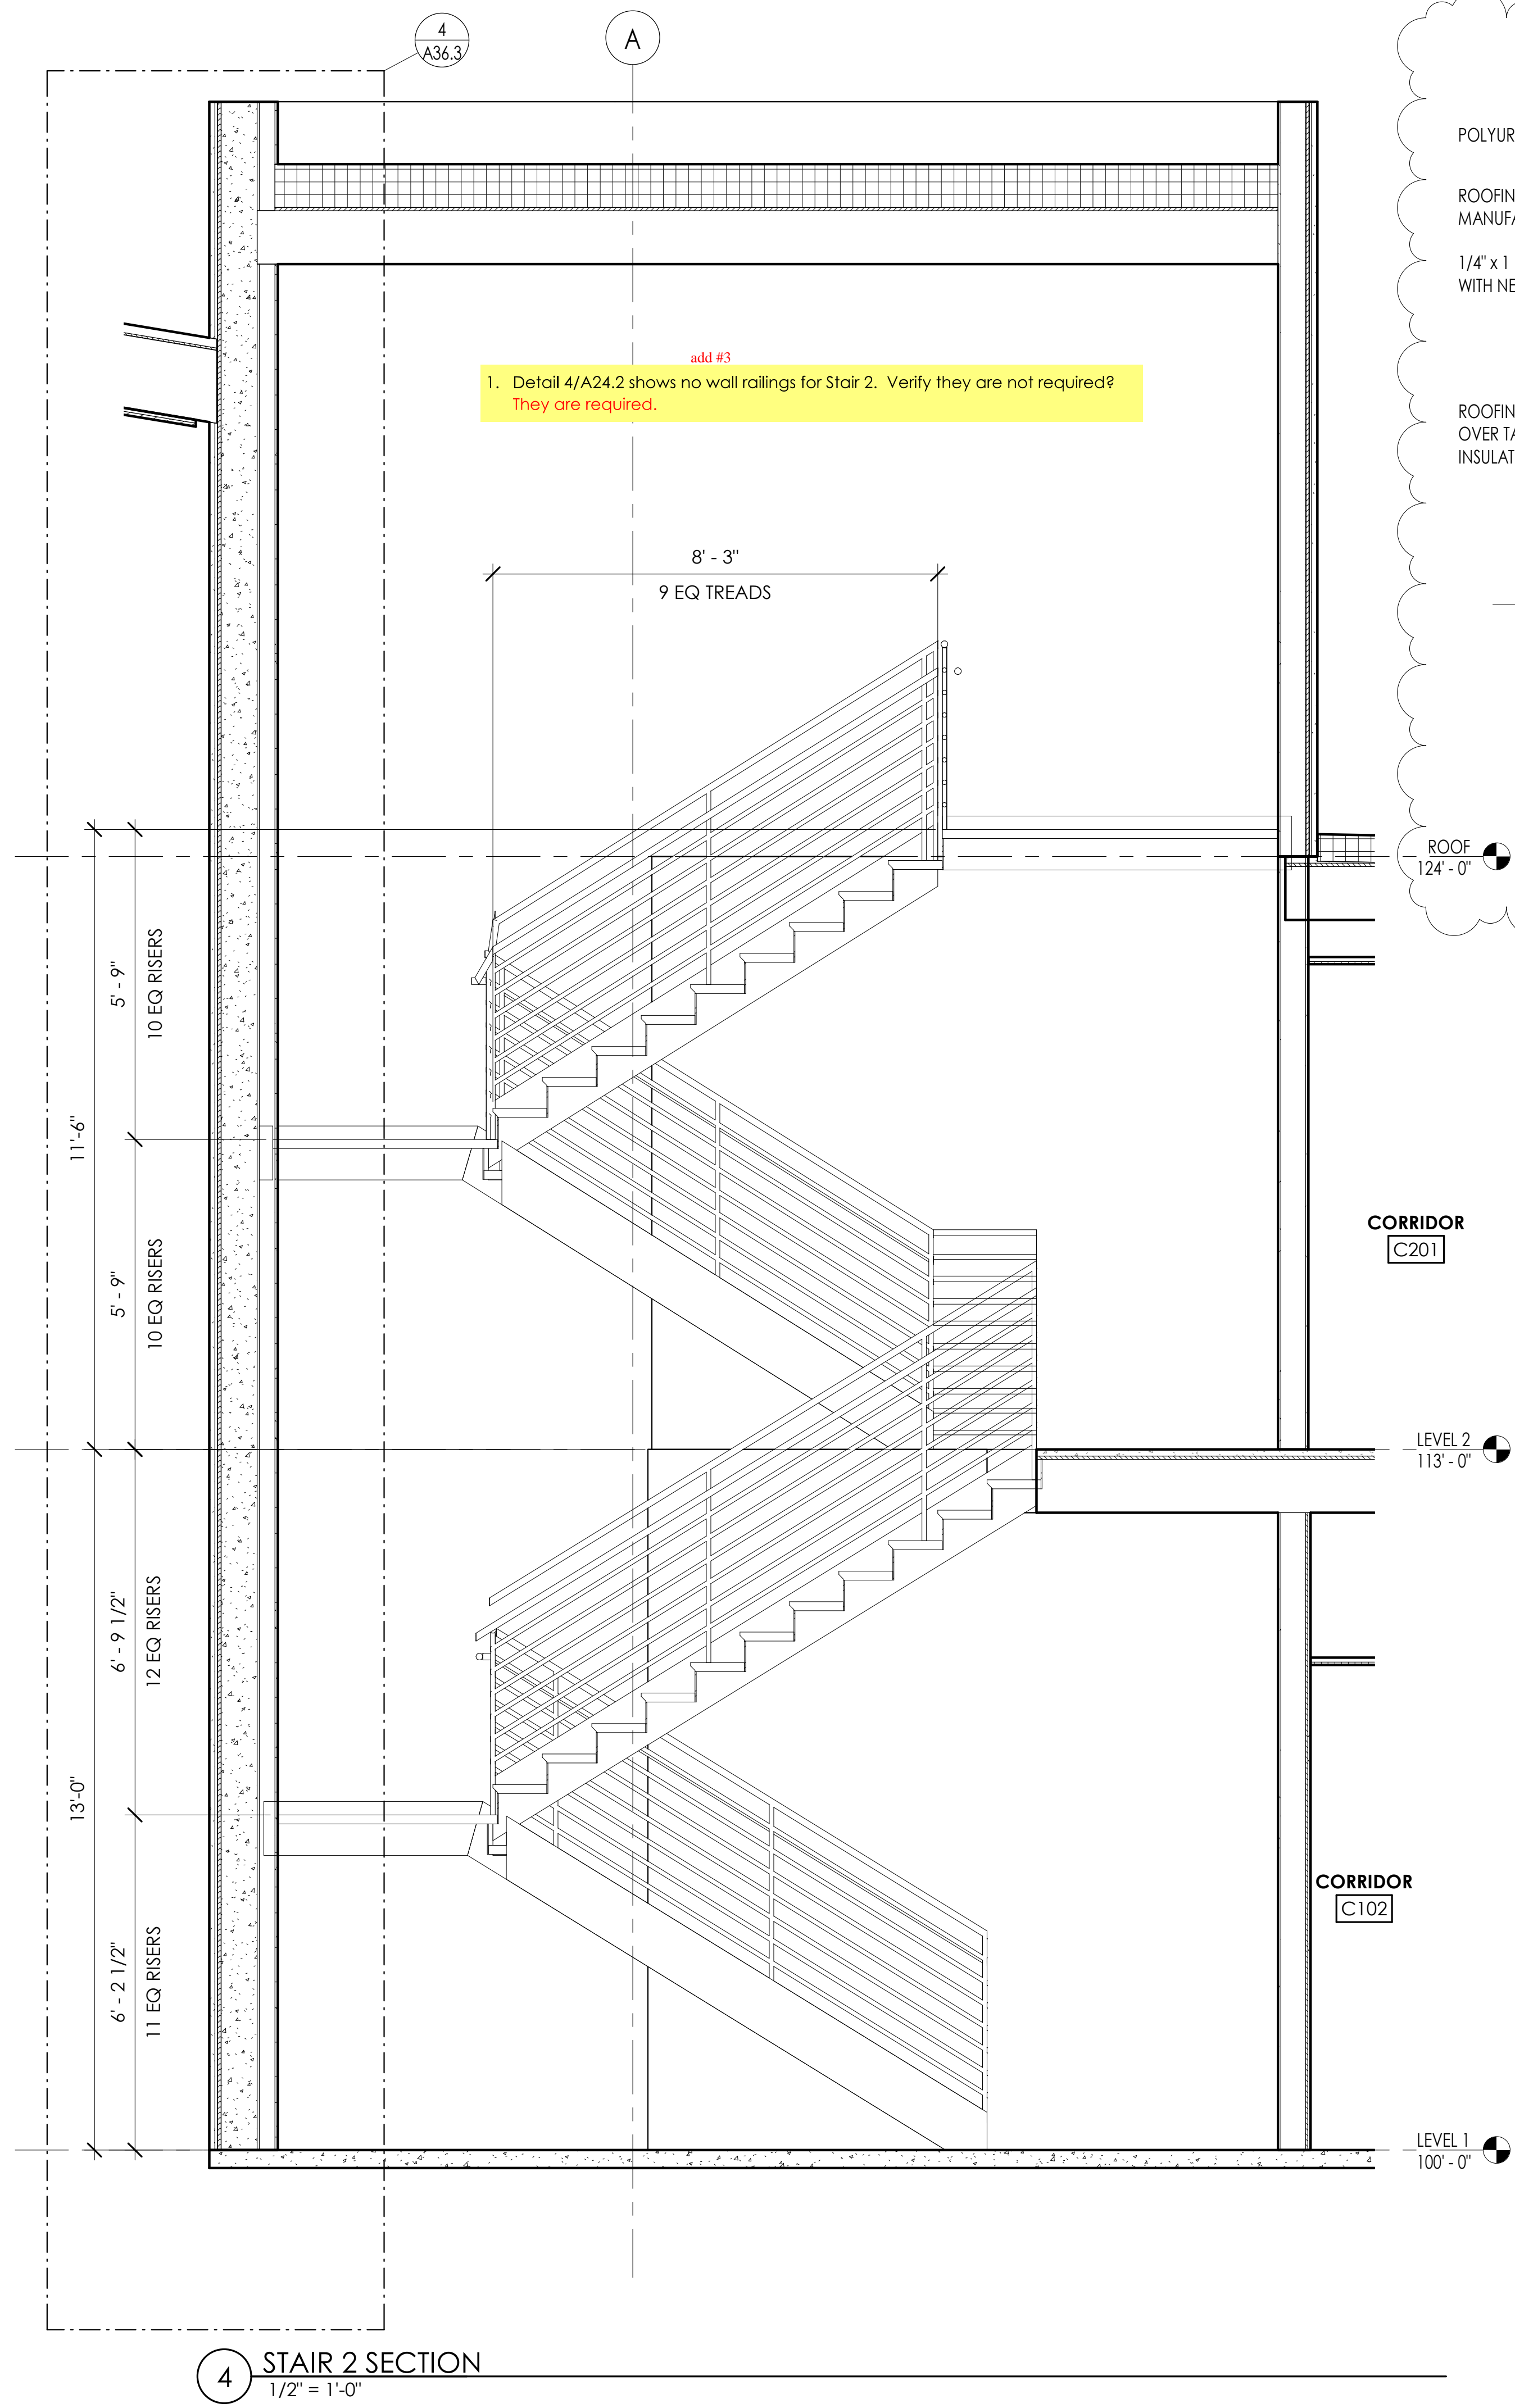 4
A36.3
A
POLYUR
ROOFIN
MANUFA
1/4" x 1
WITH NE
add #3
1. Detail 4/A24.2 shows no wall railings for Stair 2. Verify they are not required?
They are required.
ROOFIN
OVER TA
INSULAT
8' - 3"
9 EQ TREADS
ROOF
124' - 0"
5' - 9"
10 EQ RISERS
11'-6"
5' - 9"
10 EQ RISERS
CORRIDOR
C201
LEVEL 2
113' - 0"
6' - 9 1/2"
12 EQ RISERS
13'-0"
6' - 2 1/2"
11 EQ RISERS
CORRIDOR
C102
LEVEL 1
100' - 0"
4
STAIR 2 SECTION
1/2" = 1'-0"